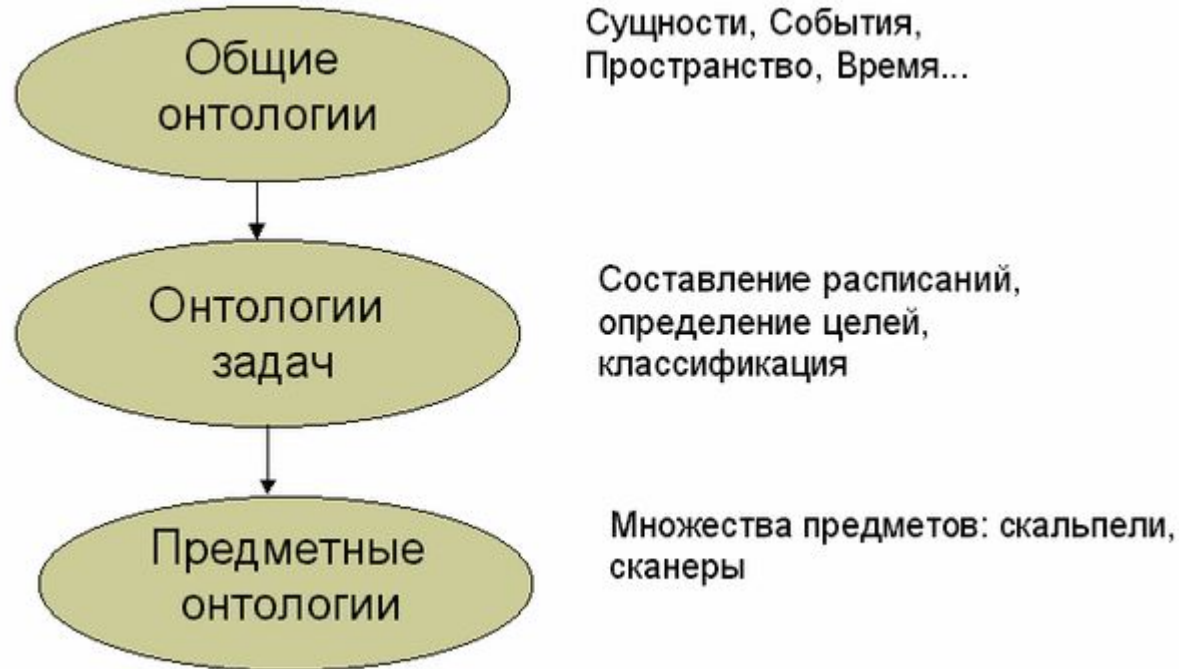 Общие
онтологии
Сущности, События,
Пространство, Время...
Онтологии
задач
Составление расписаний,
определение целей,
классификация
Предметные
онтологии
Множества предметов: скальпели,
сканеры